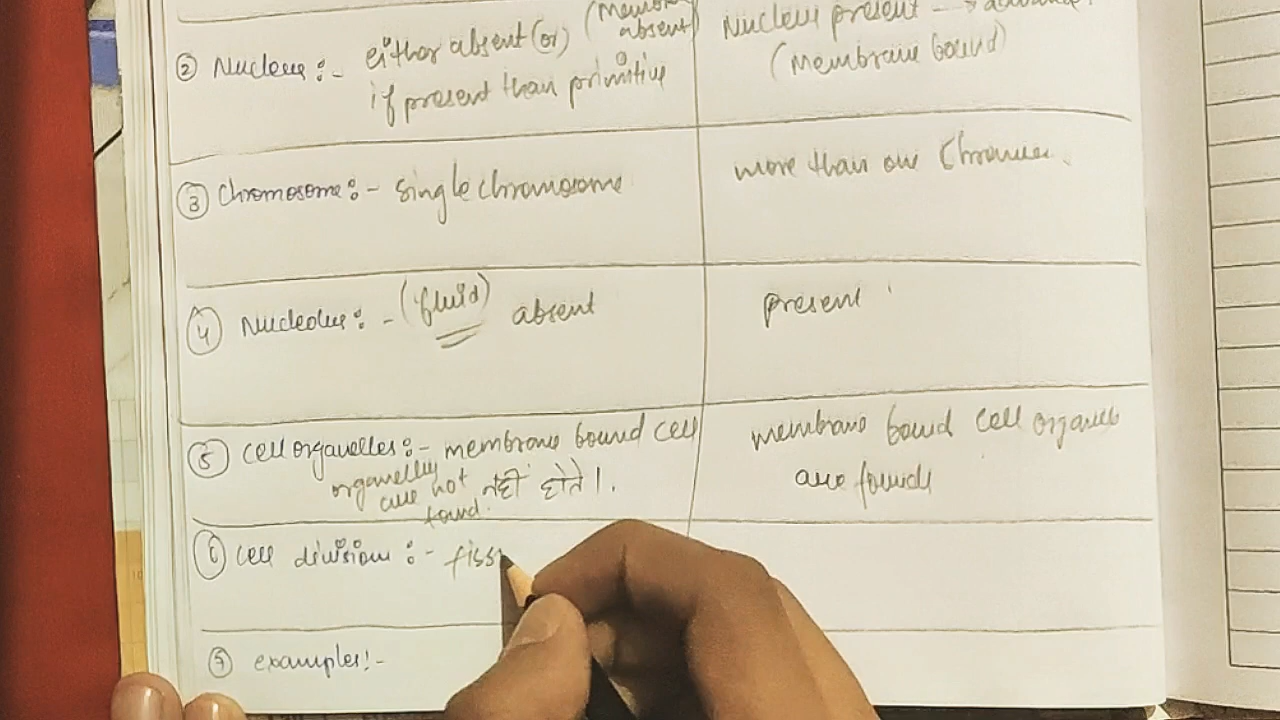 ② Nucleus :- either absent (or) (Memb absent)
if present than primitive
Nucleus present
(Membrane bound)
③ Chromosome :- single chromosome
more than one
④ Nucleolus :- (fluid) absent
present
⑤ Cell organelles :- membrane bound cell
organelles are not found. नही होते।.
membrane bound cell organelles
are found
⑥ cell division :- fiss
⑦ examples :-